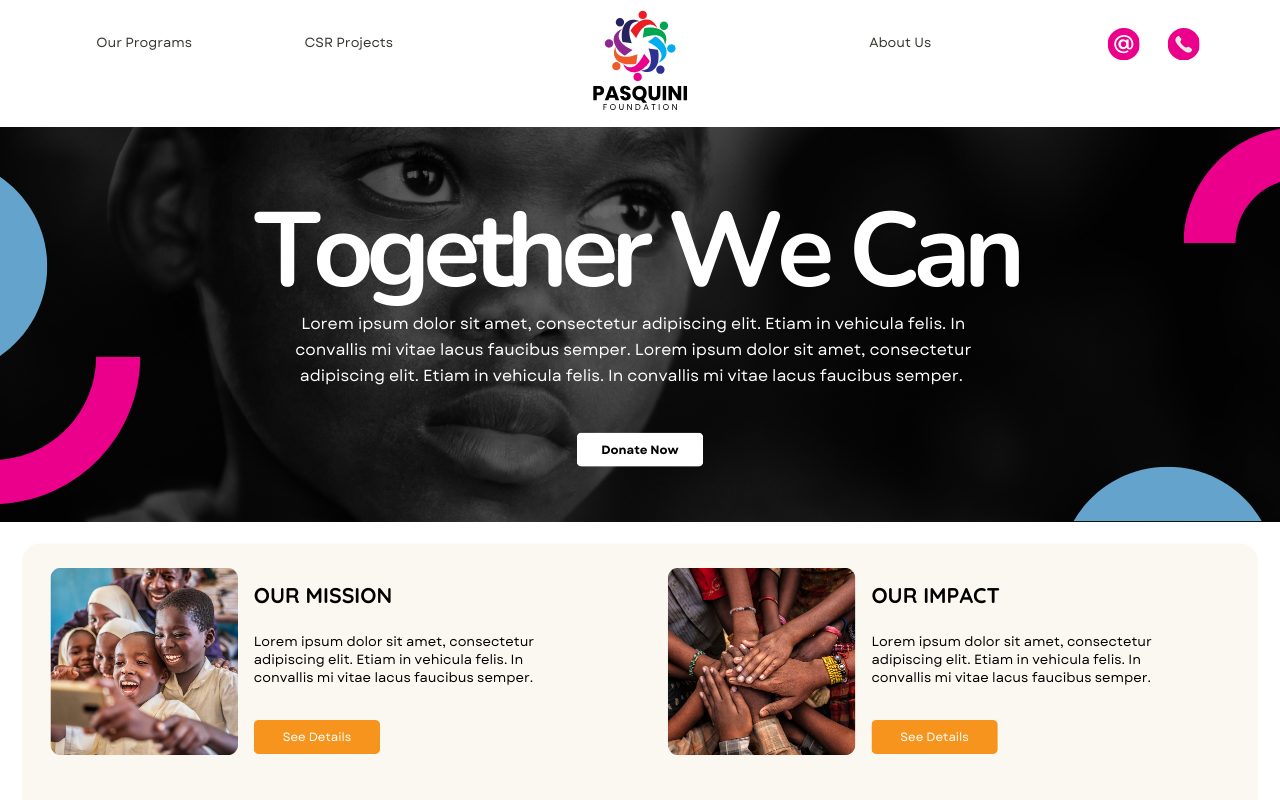 Our Programs
CSR Projects
PASQUINI
FOUNDATION
About Us
Together We Can
Lorem ipsum dolor sit amet, consectetur adipiscing elit. Etiam in vehicula felis. In
convallis mi vitae lacus faucibus semper. Lorem ipsum dolor sit amet, consectetur
adipiscing elit. Etiam in vehicula felis. In convallis mi vitae lacus faucibus semper.
Donate Now
OUR MISSION
Lorem ipsum dolor sit amet, consectetur
adipiscing elit. Etiam in vehicula felis. In
convallis mi vitae lacus faucibus semper.
See Details
OUR IMPACT
Lorem ipsum dolor sit amet, consectetur
adipiscing elit. Etiam in vehicula felis. In
convallis mi vitae lacus faucibus semper.
See Details